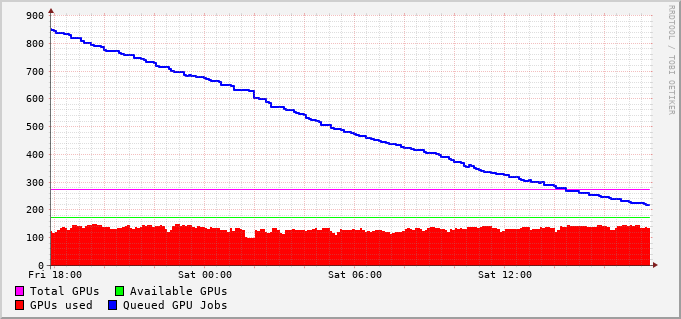 900
800
700
600
500
400
300
200
100
0
Fri 18:00 Sat 00:00 Sat 06:00 Sat 12:00
Total GPUs Available GPUs
GPUs used Queued GPU Jobs
RRDTOOL / TOBI OETIKER